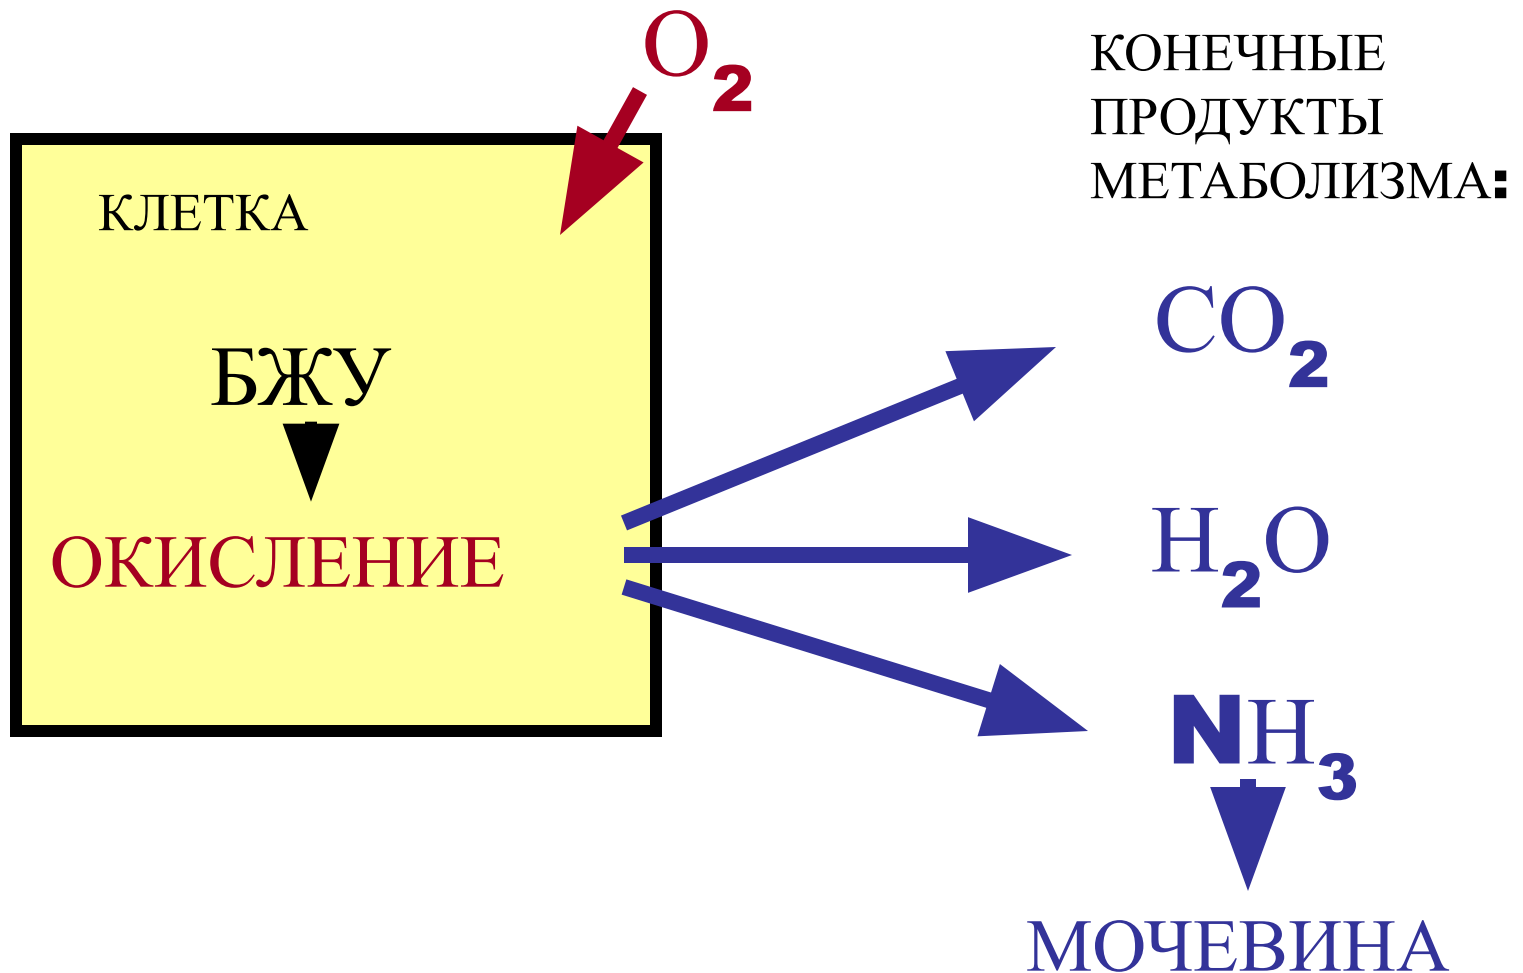 O2
КОНЕЧНЫЕ
ПРОДУКТЫ
МЕТАБОЛИЗМА:
КЛЕТКА
БЖУ
ОКИСЛЕНИЕ
CO2
H2O
NH3
МОЧЕВИНА